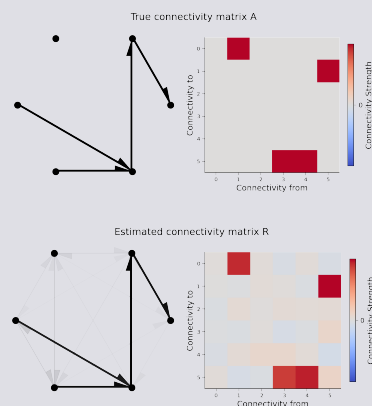 True connectivity matrix A
0
1
2
3
4
5
Connectivity to
0 1 2 3 4 5
Connectivity from
0
Connectivity Strength
Estimated connectivity matrix R
0
1
2
3
4
5
Connectivity to
0 1 2 3 4 5
Connectivity from
0
Connectivity Strength